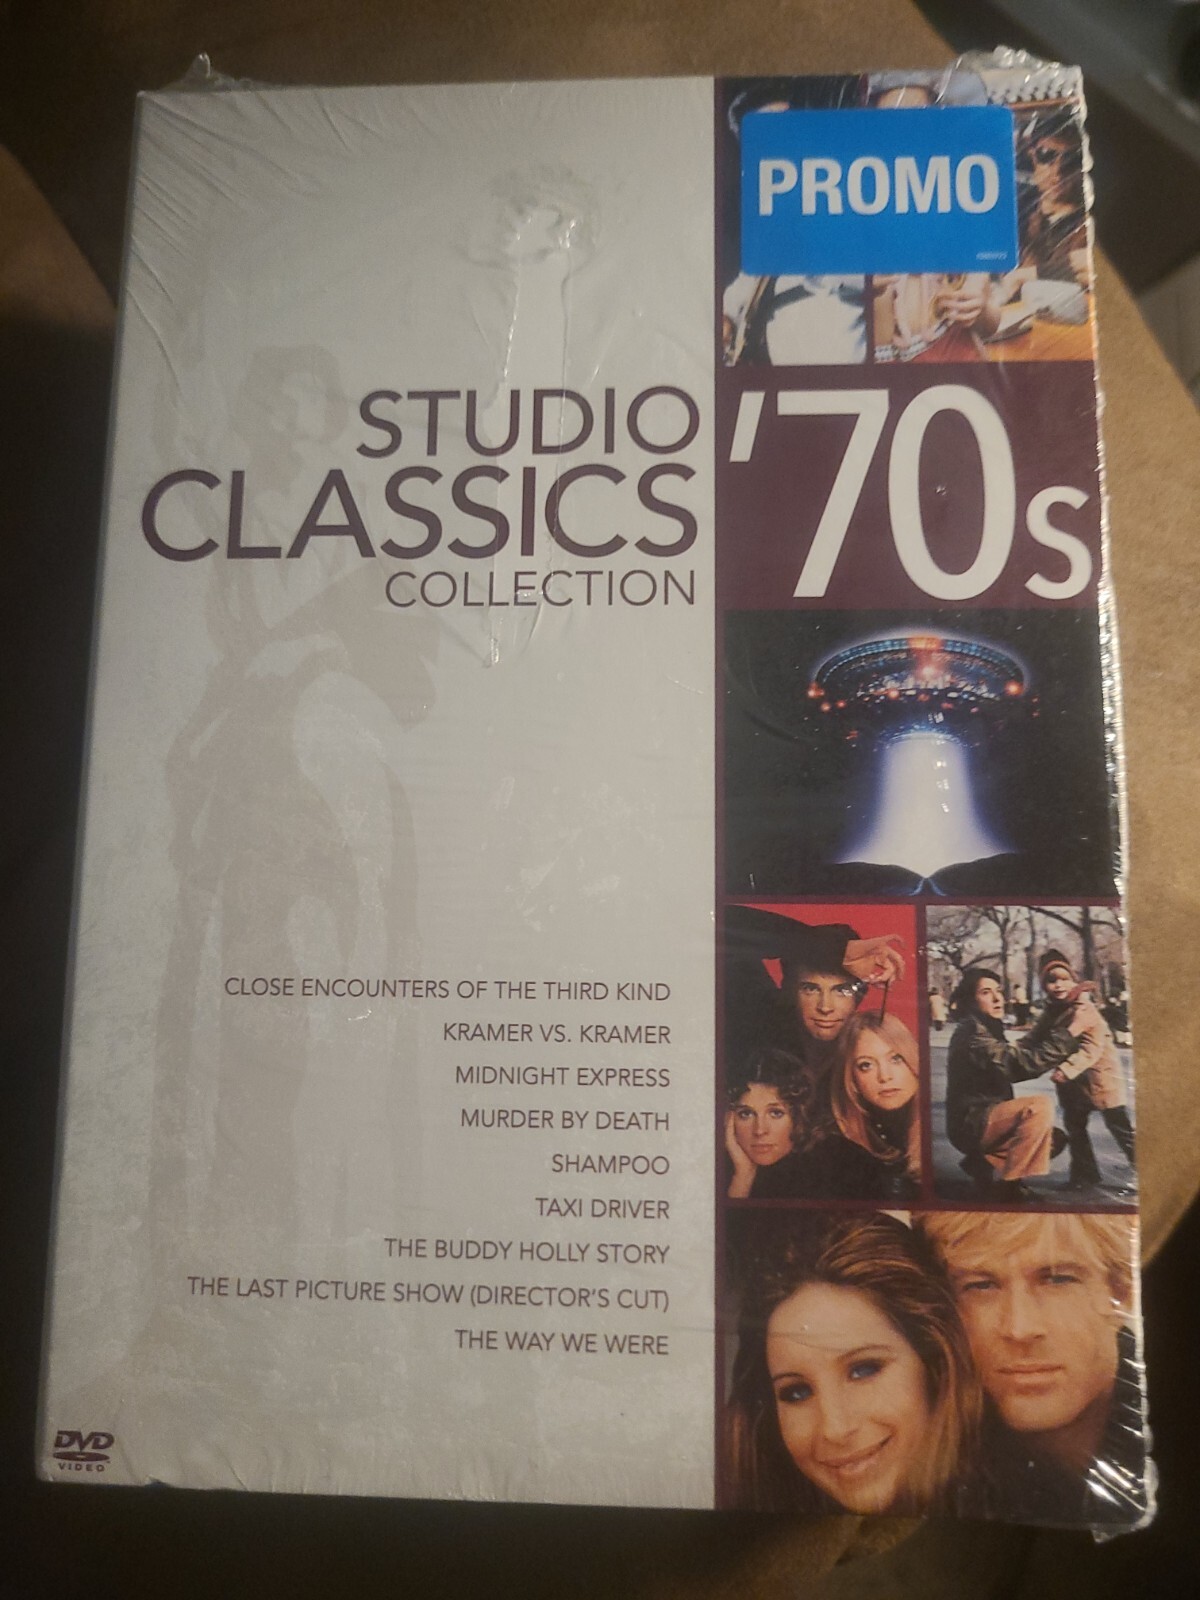 PROMO
STUDIO
CLASSICS
COLLECTION
'70s
CLOSE ENCOUNTERS OF THE THIRD KIND
KRAMER VS. KRAMER
MIDNIGHT EXPRESS
MURDER BY DEATH
SHAMPOO
TAXI DRIVER
THE BUDDY HOLLY STORY
THE LAST PICTURE SHOW (DIRECTOR'S CUT)
THE WAY WE WERE
DVD
VIDEO